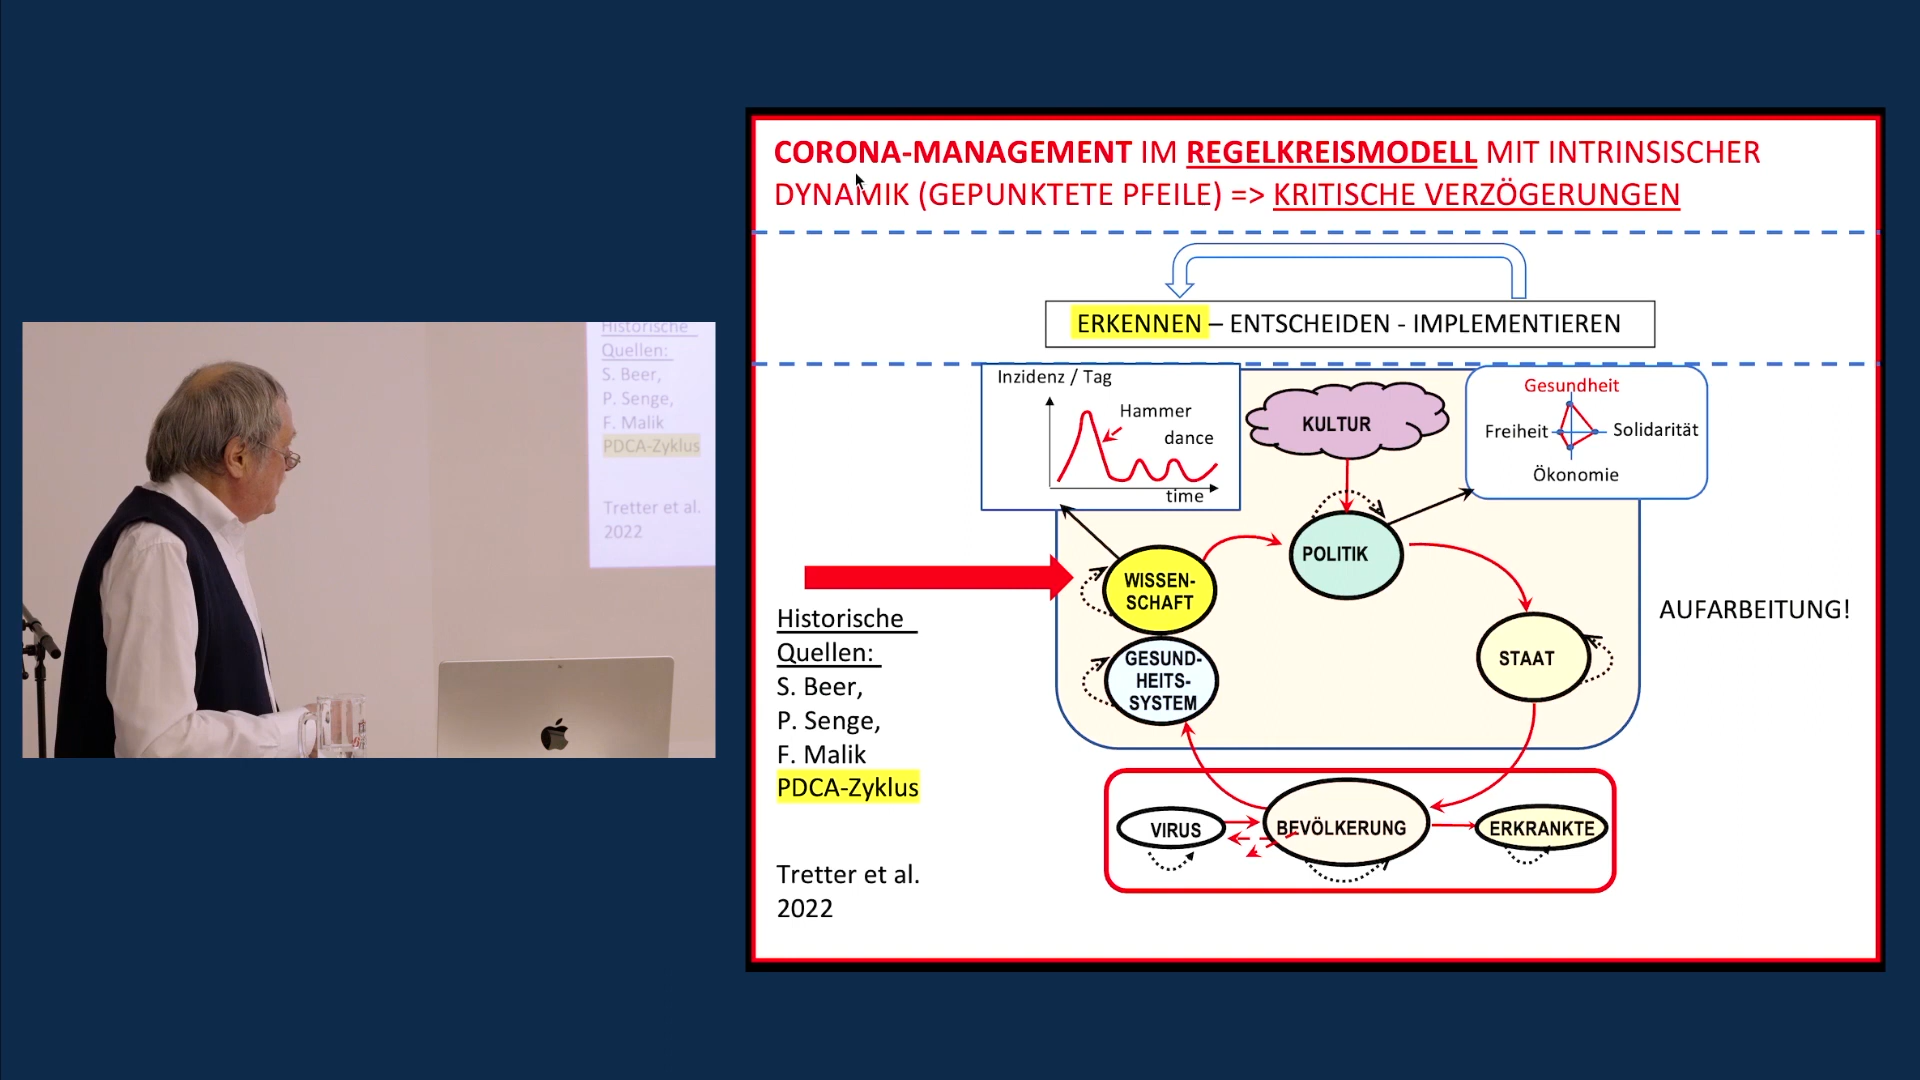 Historische
Quellen:
S. Beer,
P. Senge,
F. Malik
PDCA-Zyklus
Tretter et al.
2022
CORONA-MANAGEMENT IM REGELKREISMODELL MIT INTRINSISCHER
DYNAMIK (GEPUNKTETE PFEILE) => KRITISCHE VERZÖGERUNGEN
ERKENNEN – ENTSCHEIDEN - IMPLEMENTIEREN
Inzidenz / Tag
Hammer
dance
time
KULTUR
Gesundheit
Freiheit
Solidarität
Ökonomie
POLITIK
WISSEN-
SCHAFT
GESUND-
HEITS-
SYSTEM
STAAT
AUFARBEITUNG!
Historische
Quellen:
S. Beer,
P. Senge,
F. Malik
PDCA-Zyklus
VIRUS
BEVÖLKERUNG
ERKRANKTE
Tretter et al.
2022